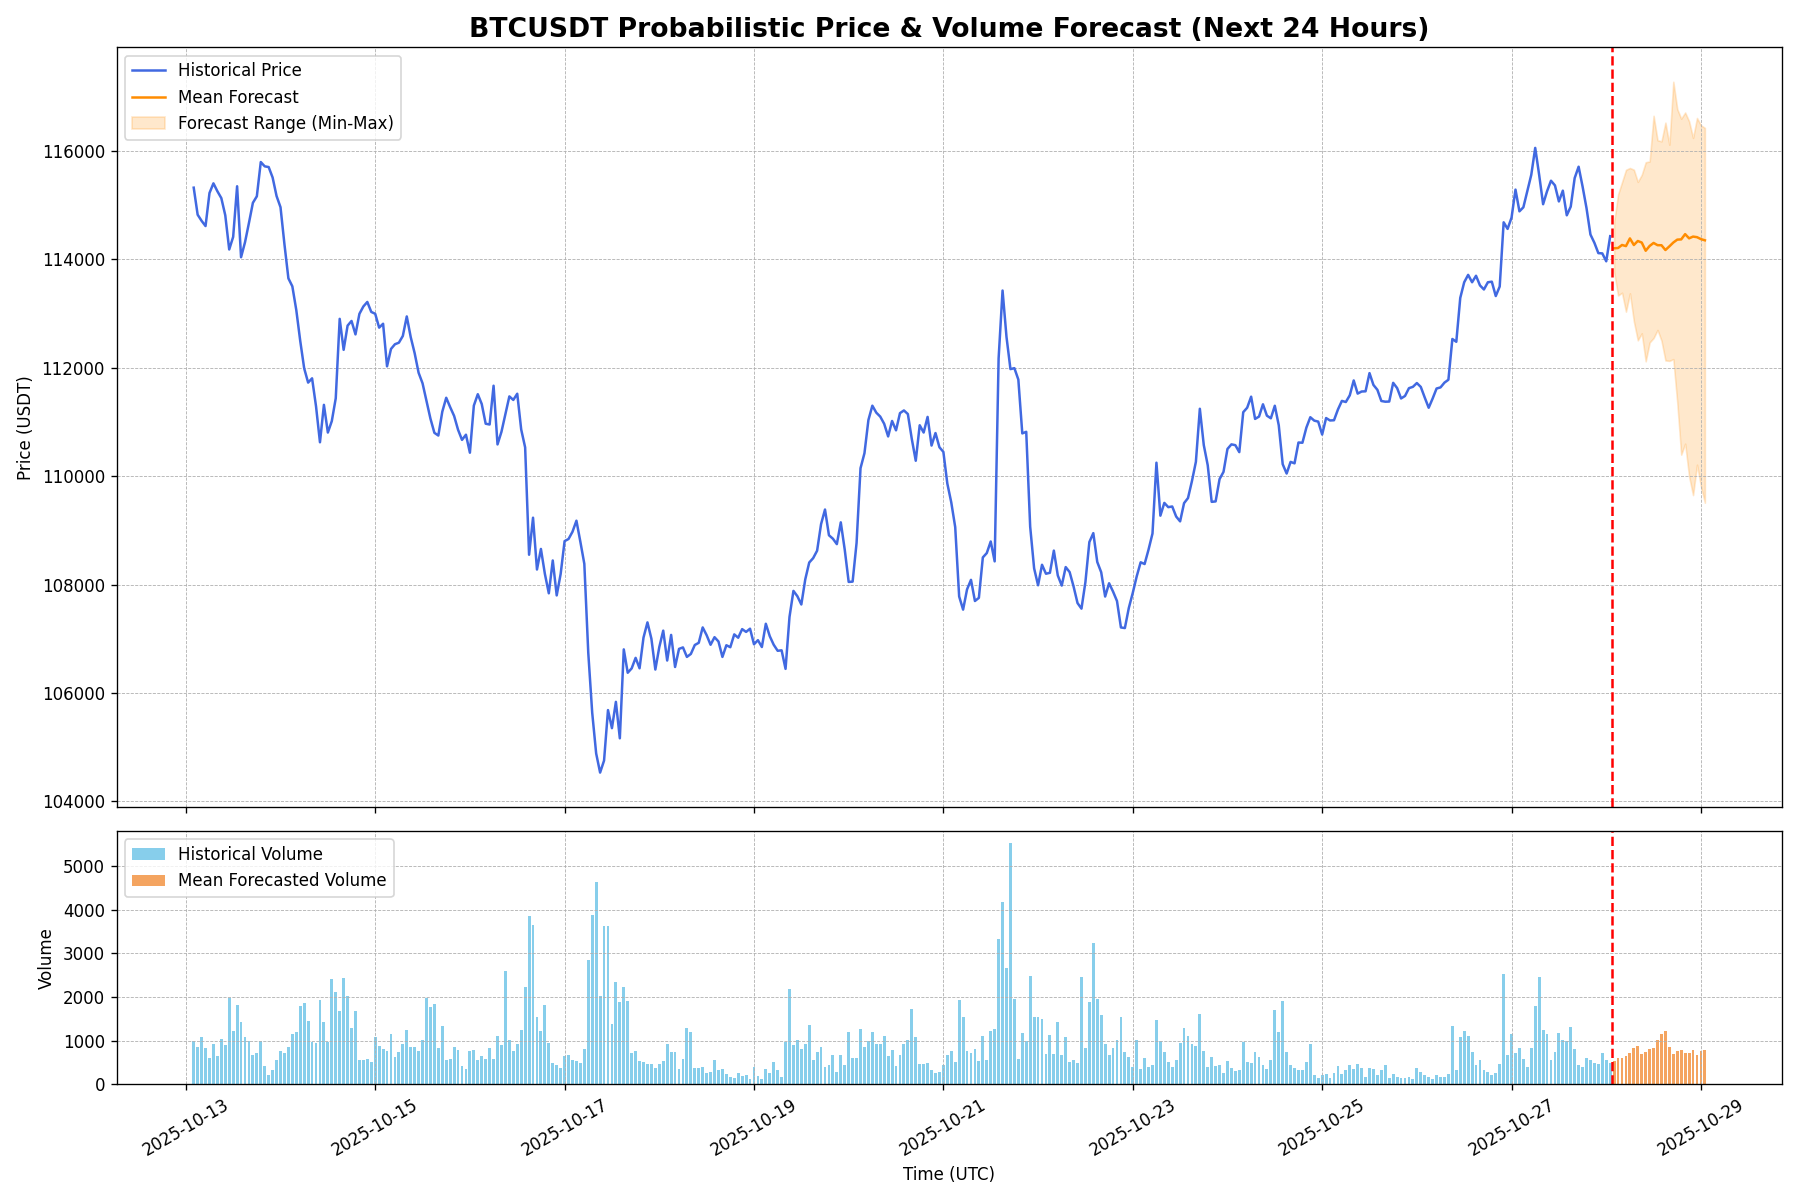 BTCUSDT Probabilistic Price & Volume Forecast (Next 24 Hours)
Historical Price
Mean Forecast
Forecast Range (Min-Max)
Price (USDT)
116000
114000
112000
110000
108000
106000
104000
Historical Volume
Mean Forecasted Volume
Volume
5000
4000
3000
2000
1000
0
2025-10-13
2025-10-15
2025-10-17
2025-10-19
2025-10-21
2025-10-23
2025-10-25
2025-10-27
2025-10-29
Time (UTC)